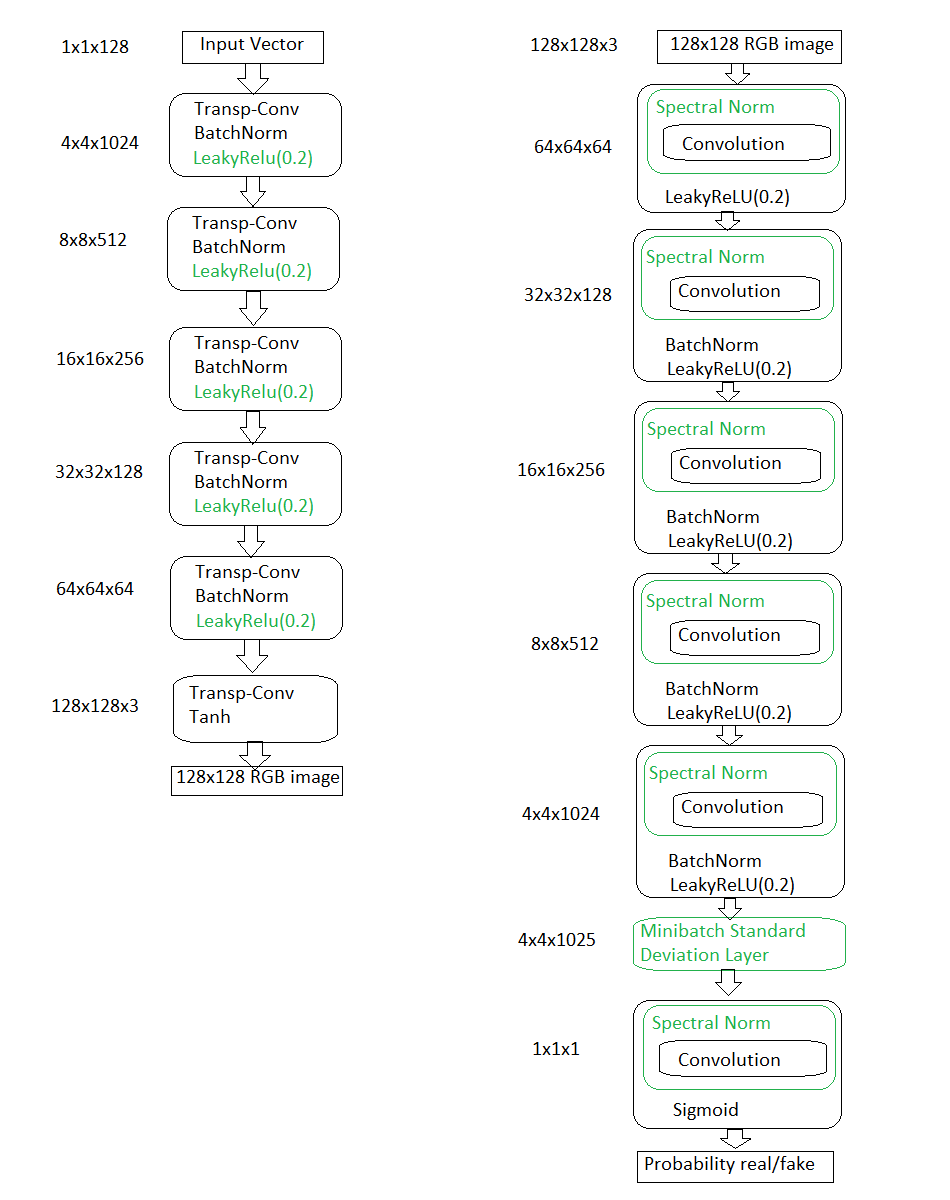 1x1x128
Input Vector
4x4x1024
Transp-Conv
BatchNorm
LeakyRelu(0.2)
8x8x512
Transp-Conv
BatchNorm
LeakyRelu(0.2)
16x16x256
Transp-Conv
BatchNorm
LeakyRelu(0.2)
32x32x128
Transp-Conv
BatchNorm
LeakyRelu(0.2)
64x64x64
Transp-Conv
BatchNorm
LeakyRelu(0.2)
128x128x3
Transp-Conv
Tanh
128x128 RGB image
128x128x3
128x128 RGB image
64x64x64
Spectral Norm
Convolution
LeakyReLU(0.2)
32x32x128
Spectral Norm
Convolution
BatchNorm
LeakyReLU(0.2)
16x16x256
Spectral Norm
Convolution
BatchNorm
LeakyReLU(0.2)
8x8x512
Spectral Norm
Convolution
BatchNorm
LeakyReLU(0.2)
4x4x1024
Spectral Norm
Convolution
BatchNorm
LeakyReLU(0.2)
4x4x1025
Minibatch Standard
Deviation Layer
1x1x1
Spectral Norm
Convolution
Sigmoid
Probability real/fake